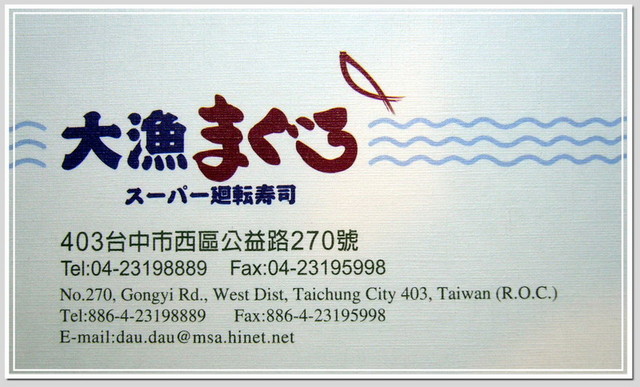 大漁まぐろ
スーパー廻転寿司
403台中市西區公益路270號
Tel:04-23198889 Fax:04-23195998
No.270, Gongyi Rd., West Dist, Taichung City 403, Taiwan (R.O.C.)
Tel:886-4-23198889 Fax:886-4-23195998
E-mail:dau.dau@msa.hinet.net